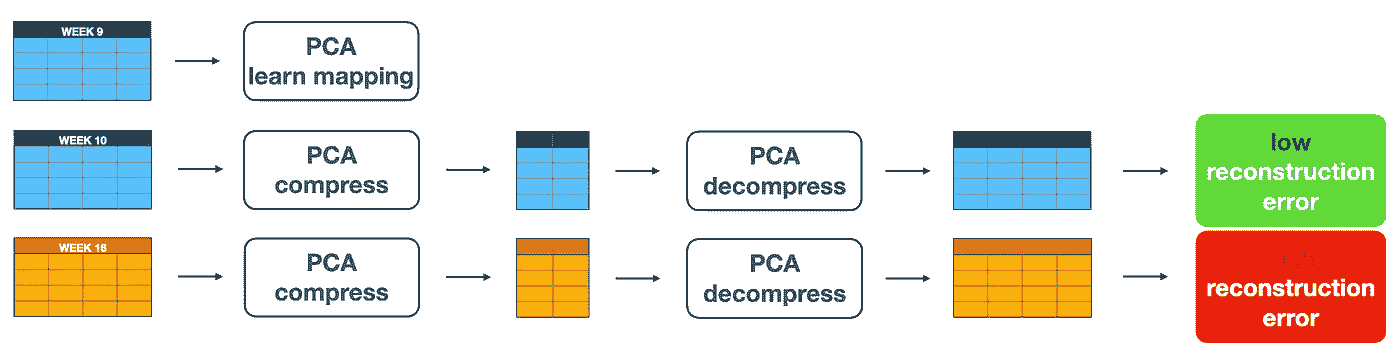 WEEK 9
PCA
learn mapping
WEEK 10
PCA
compress
PCA
decompress
low
reconstruction
error
WEEK 16
PCA
compress
PCA
decompress
reconstruction
error